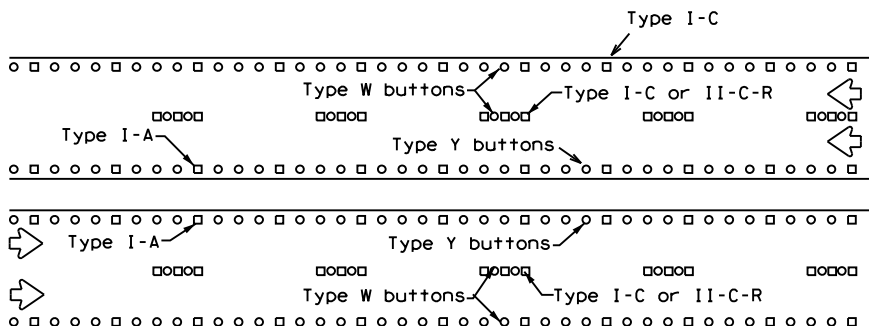 Type I-C
Type W buttons
Type I-C or II-C-R
Type I-A
Type Y buttons
Type I-A
Type Y buttons
Type W buttons
Type I-C or II-C-R